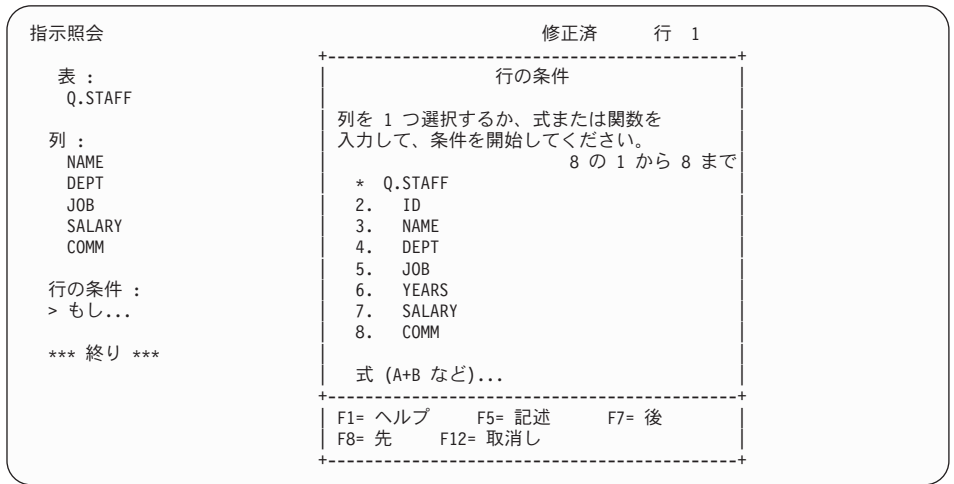 指示照会 修正済 行 1
表 :
Q.STAFF
列 :
NAME
DEPT
JOB
SALARY
COMM
行の条件 :
> もし...
*** 終り ***
行の条件
列を 1 つ選択するか、式または関数を
入力して、条件を開始してください。
8 の 1 から 8 まで
* Q.STAFF
2. ID
3. NAME
4. DEPT
5. JOB
6. YEARS
7. SALARY
8. COMM
式 (A+B など)...
F1= ヘルプ F5= 記述 F7= 後
F8= 先 F12= 取消し